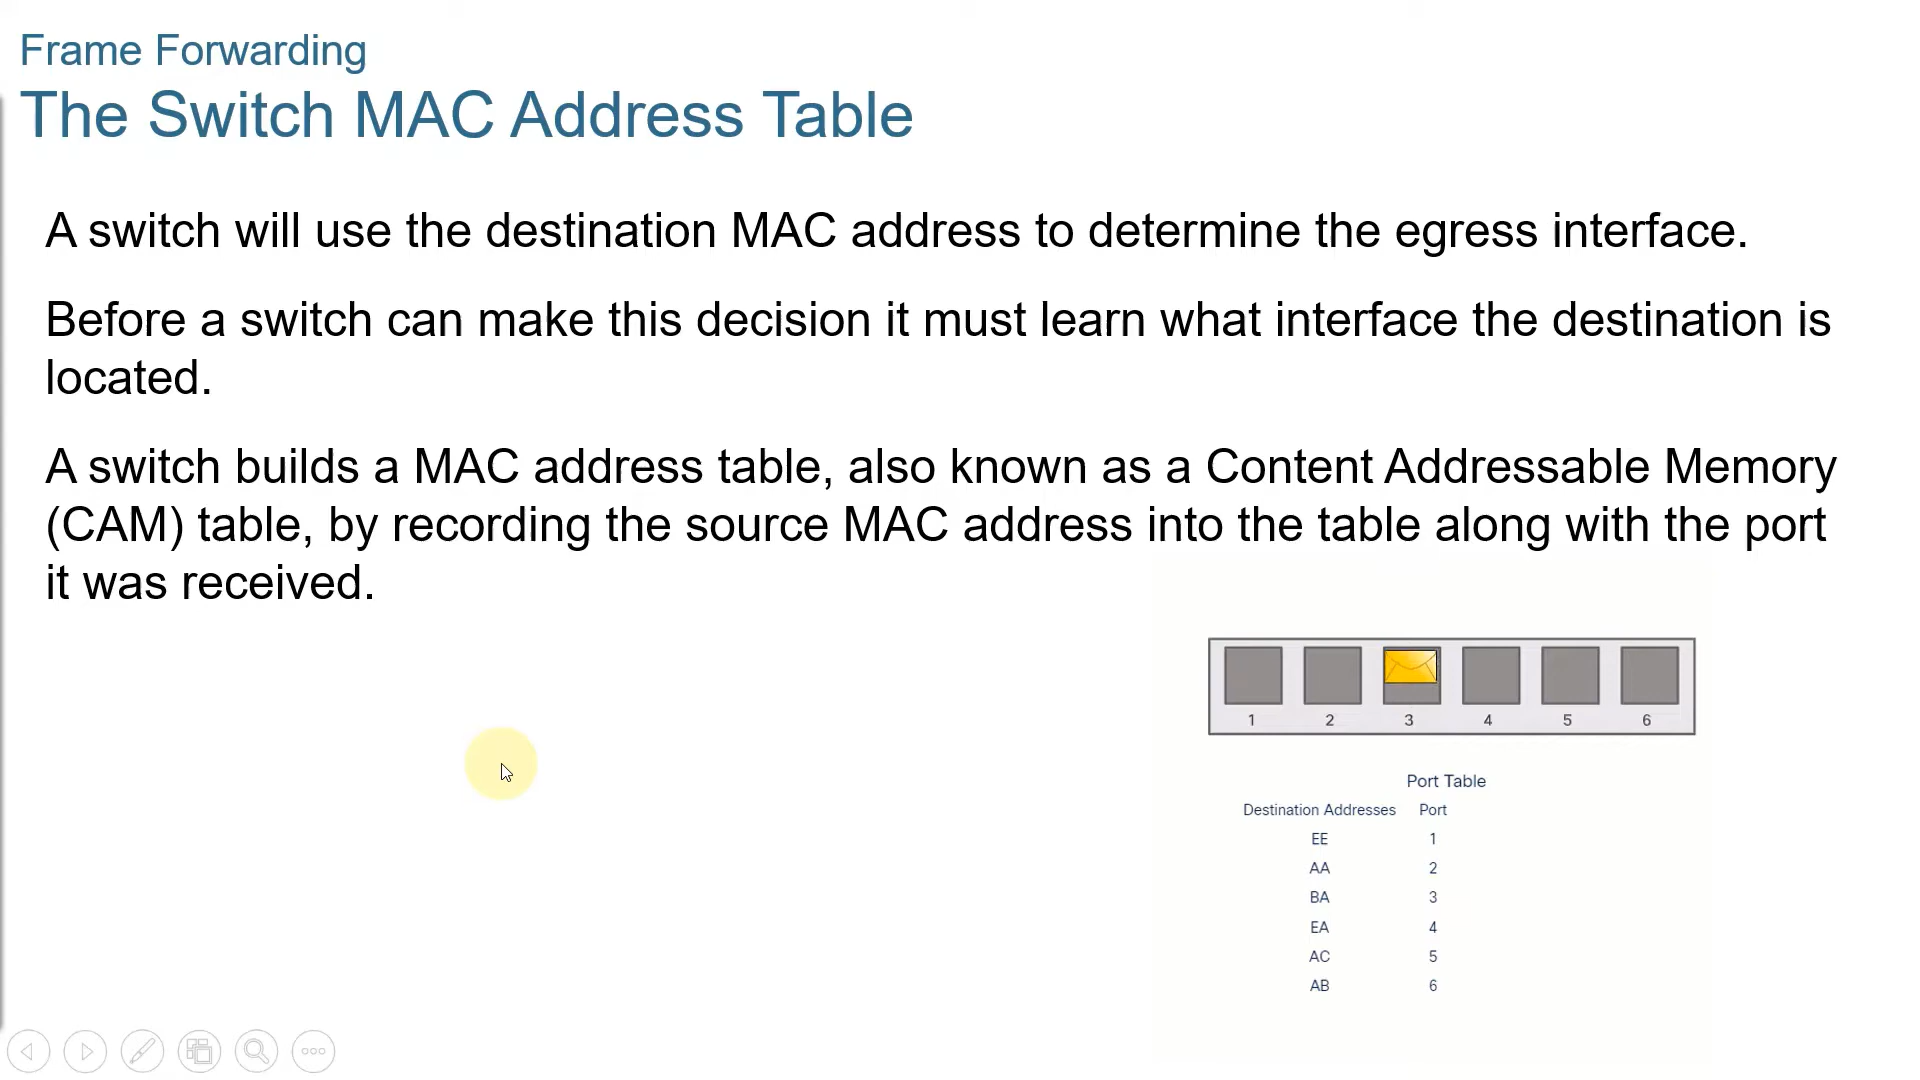 Frame Forwarding
The Switch MAC Address Table
A switch will use the destination MAC address to determine the egress interface.
Before a switch can make this decision it must learn what interface the destination is
located.
A switch builds a MAC address table, also known as a Content Addressable Memory
(CAM) table, by recording the source MAC address into the table along with the port
it was received.
1 2 3 4 5 6
Port Table
Destination Addresses Port
EE 1
AA 2
BA 3
EA 4
AC 5
AB 6